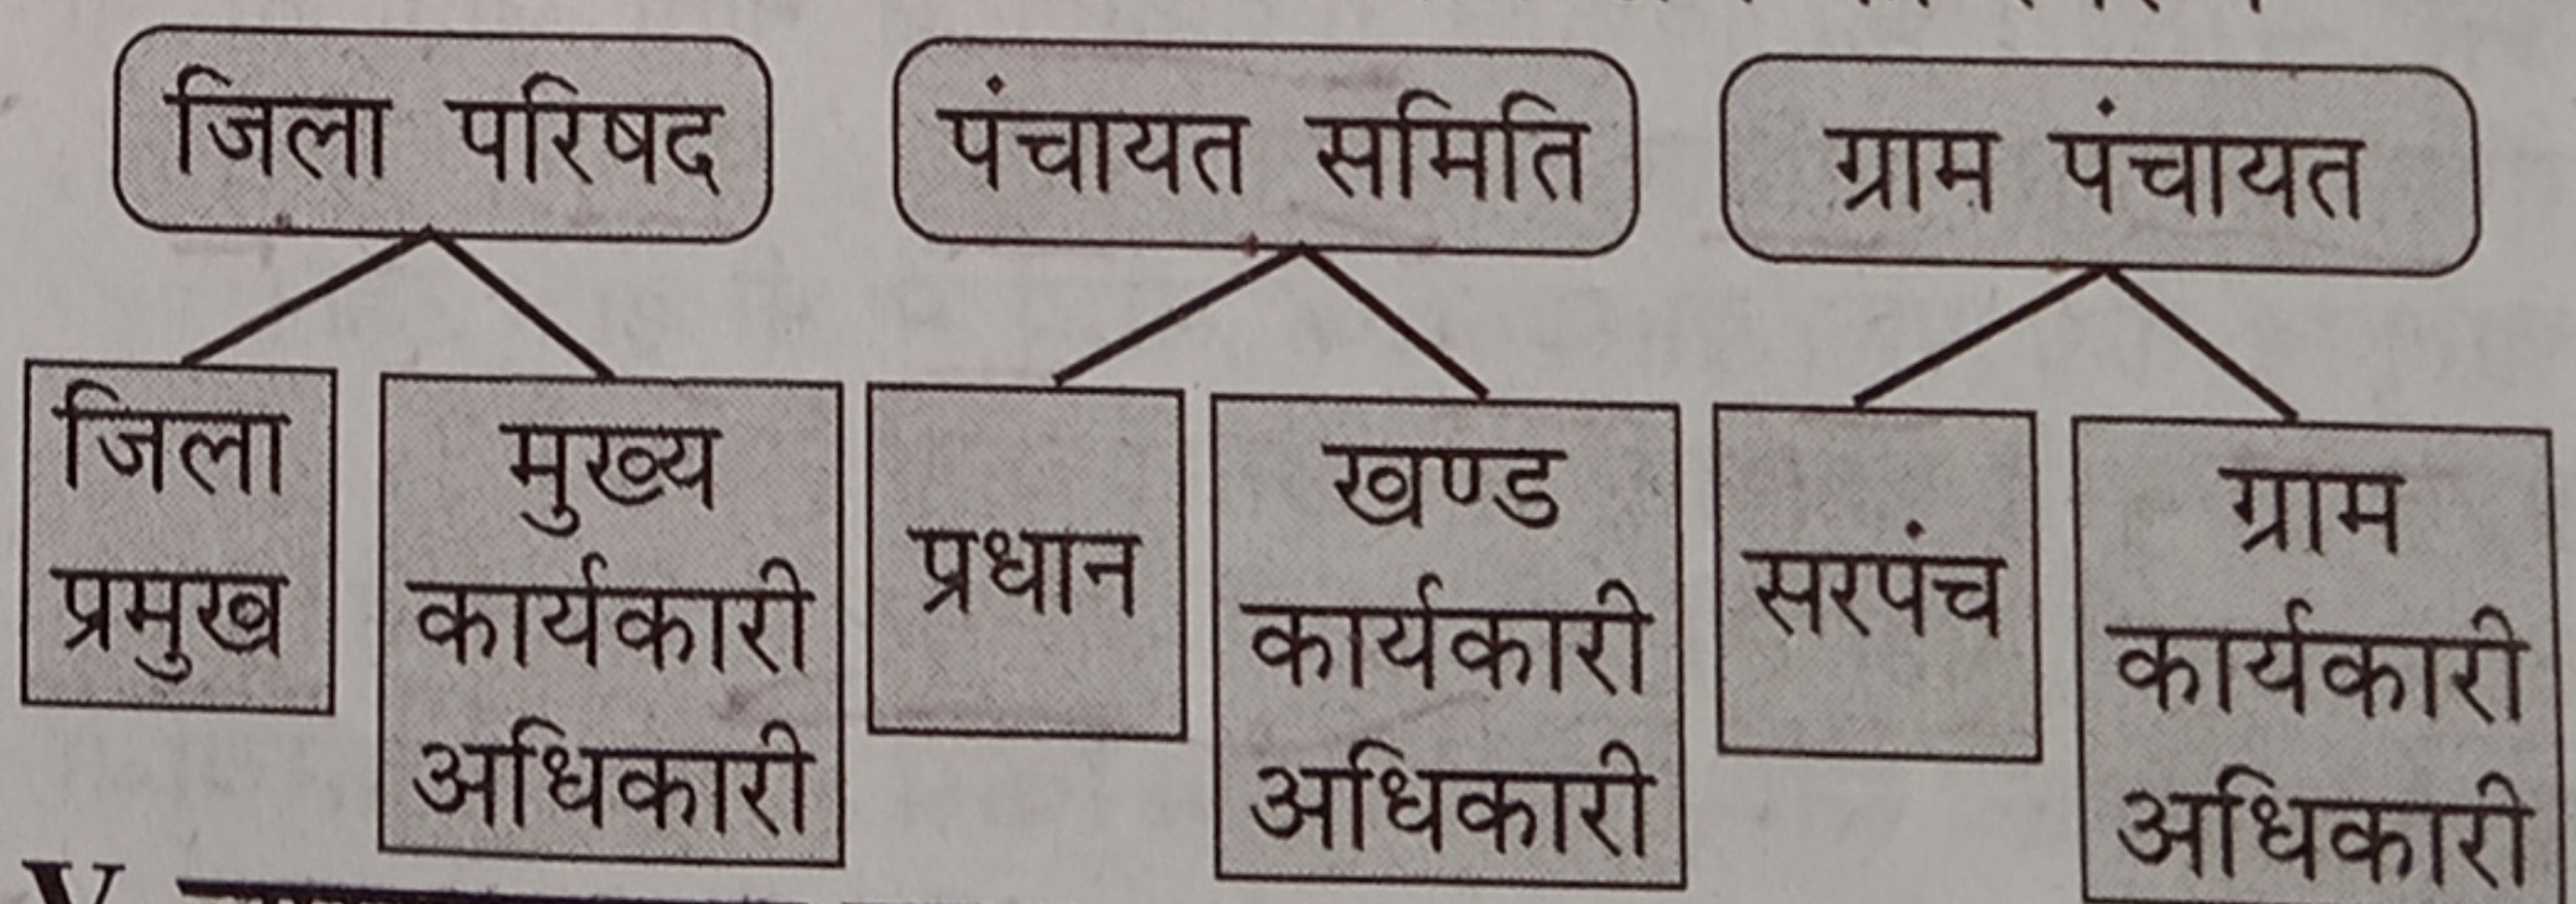 जिला परिषद
पंचायत समिति
ग्राम पंचायत
जिला
प्रमुख
मुख्य
कार्यकारी
अधिकारी
प्रधान
खण्ड
कार्यकारी
अधिकारी
सरपंच
ग्राम
कार्यकारी
अधिकारी
V